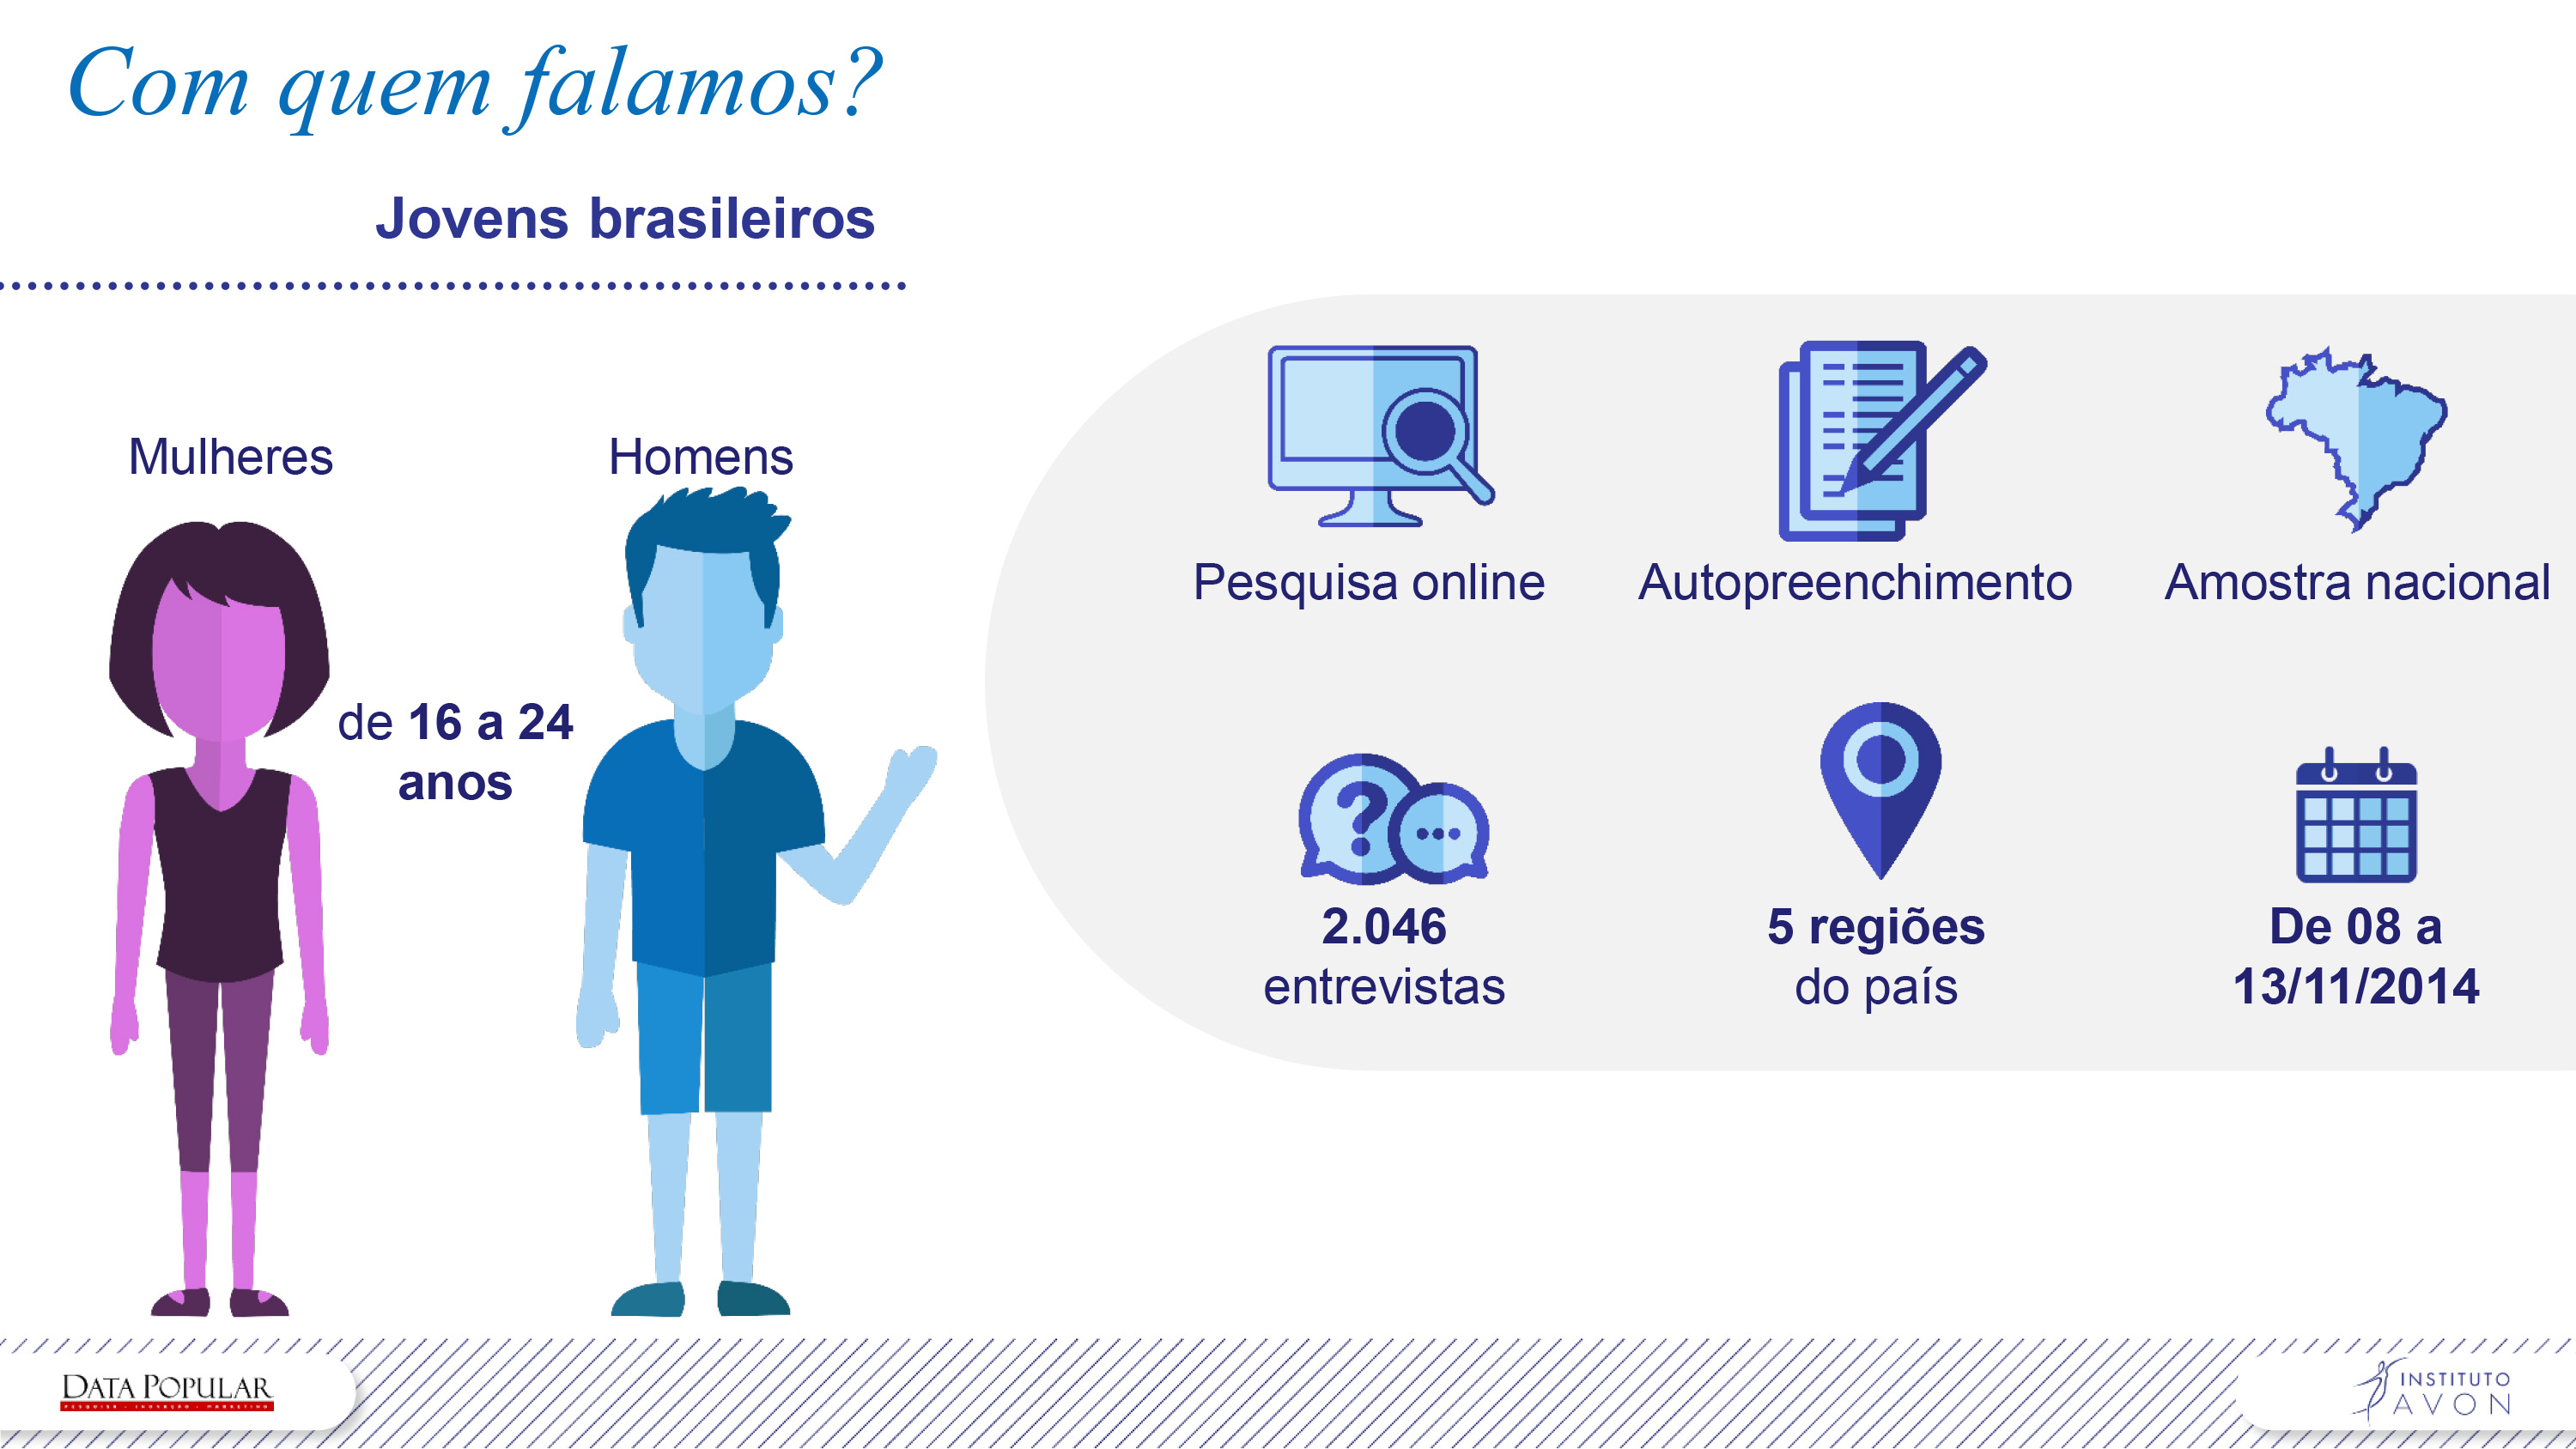 Com quem falamos?
Jovens brasileiros
Mulheres
Homens
de 16 a 24
anos
Pesquisa online
Autopreenchimento
Amostra nacional
2.046
entrevistas
5 regiões
do país
De 08 a
13/11/2014
DATA POPULAR
PESQUISA . INOVAÇÃO . MARKETING
INSTITUTO
AVON